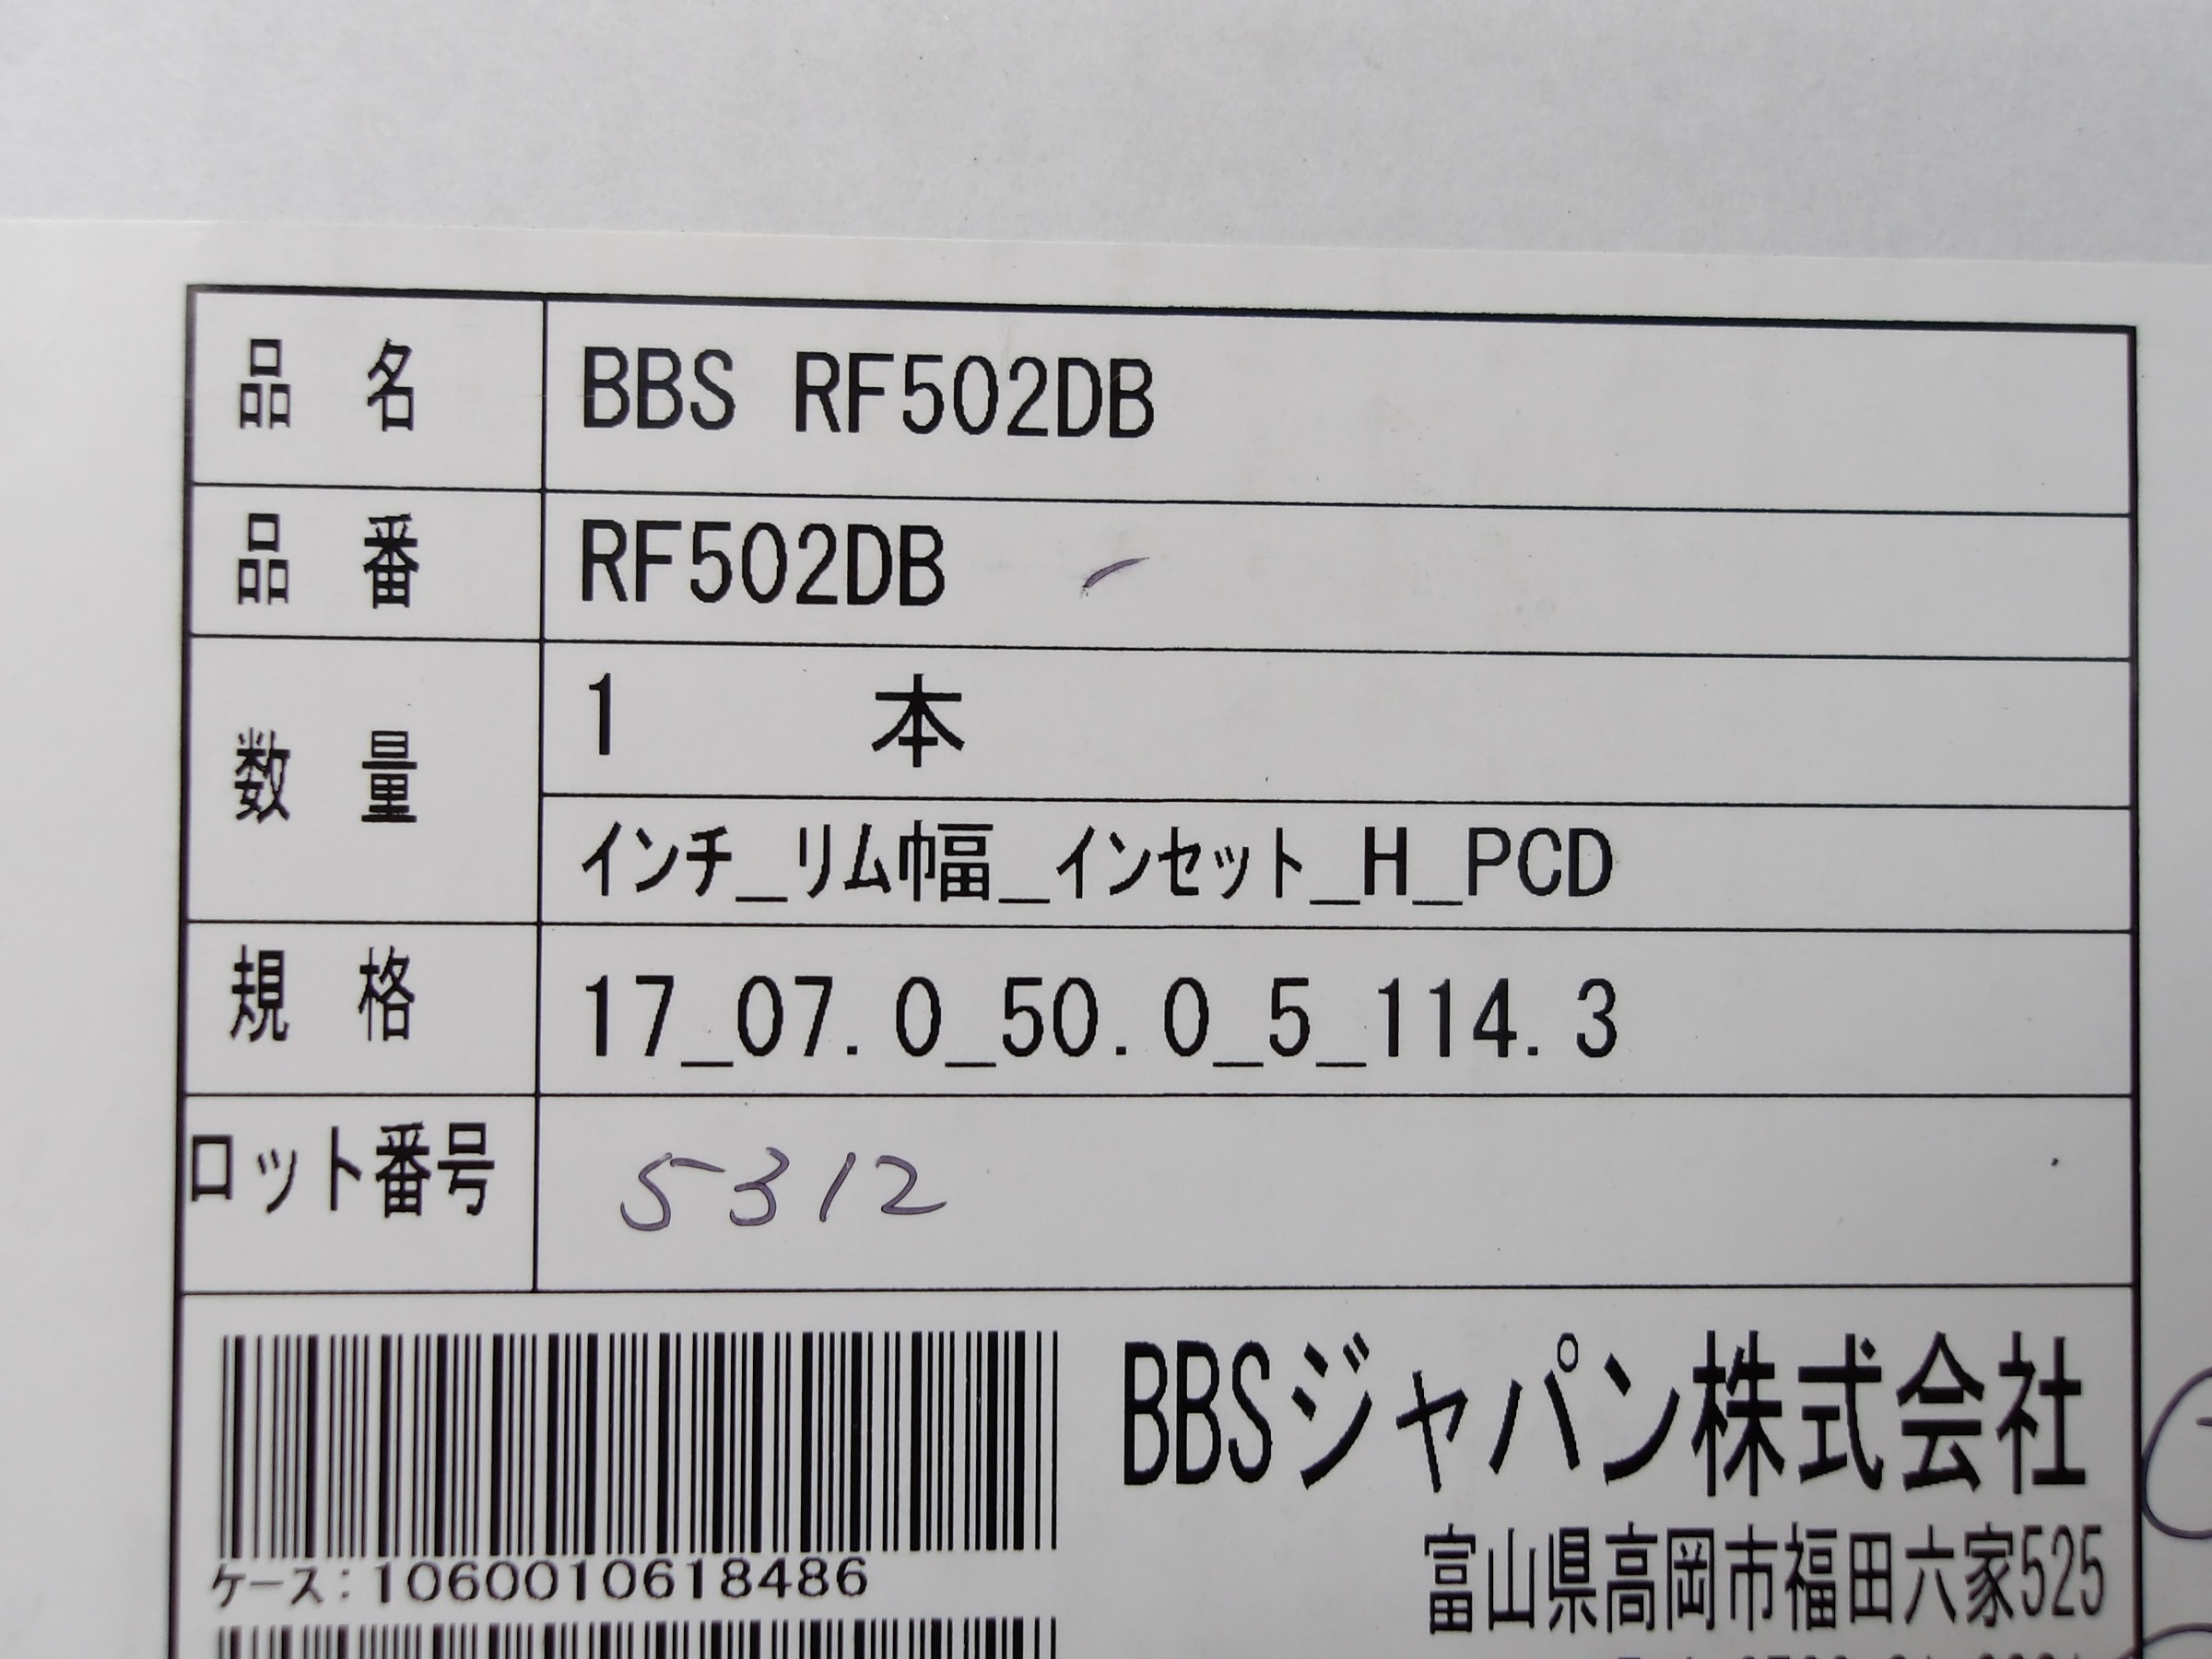 品 名 BBS RF502DB
品 番 RF502DB
数 量 1 本
インチ_リム巾幅_インセット_H_PCD
規 格 17_07.0_50.0_5_114.3
ロット番号 5312
BBSジャパン株式会社
富山県高岡市福田六家525
ケース:1060010618486